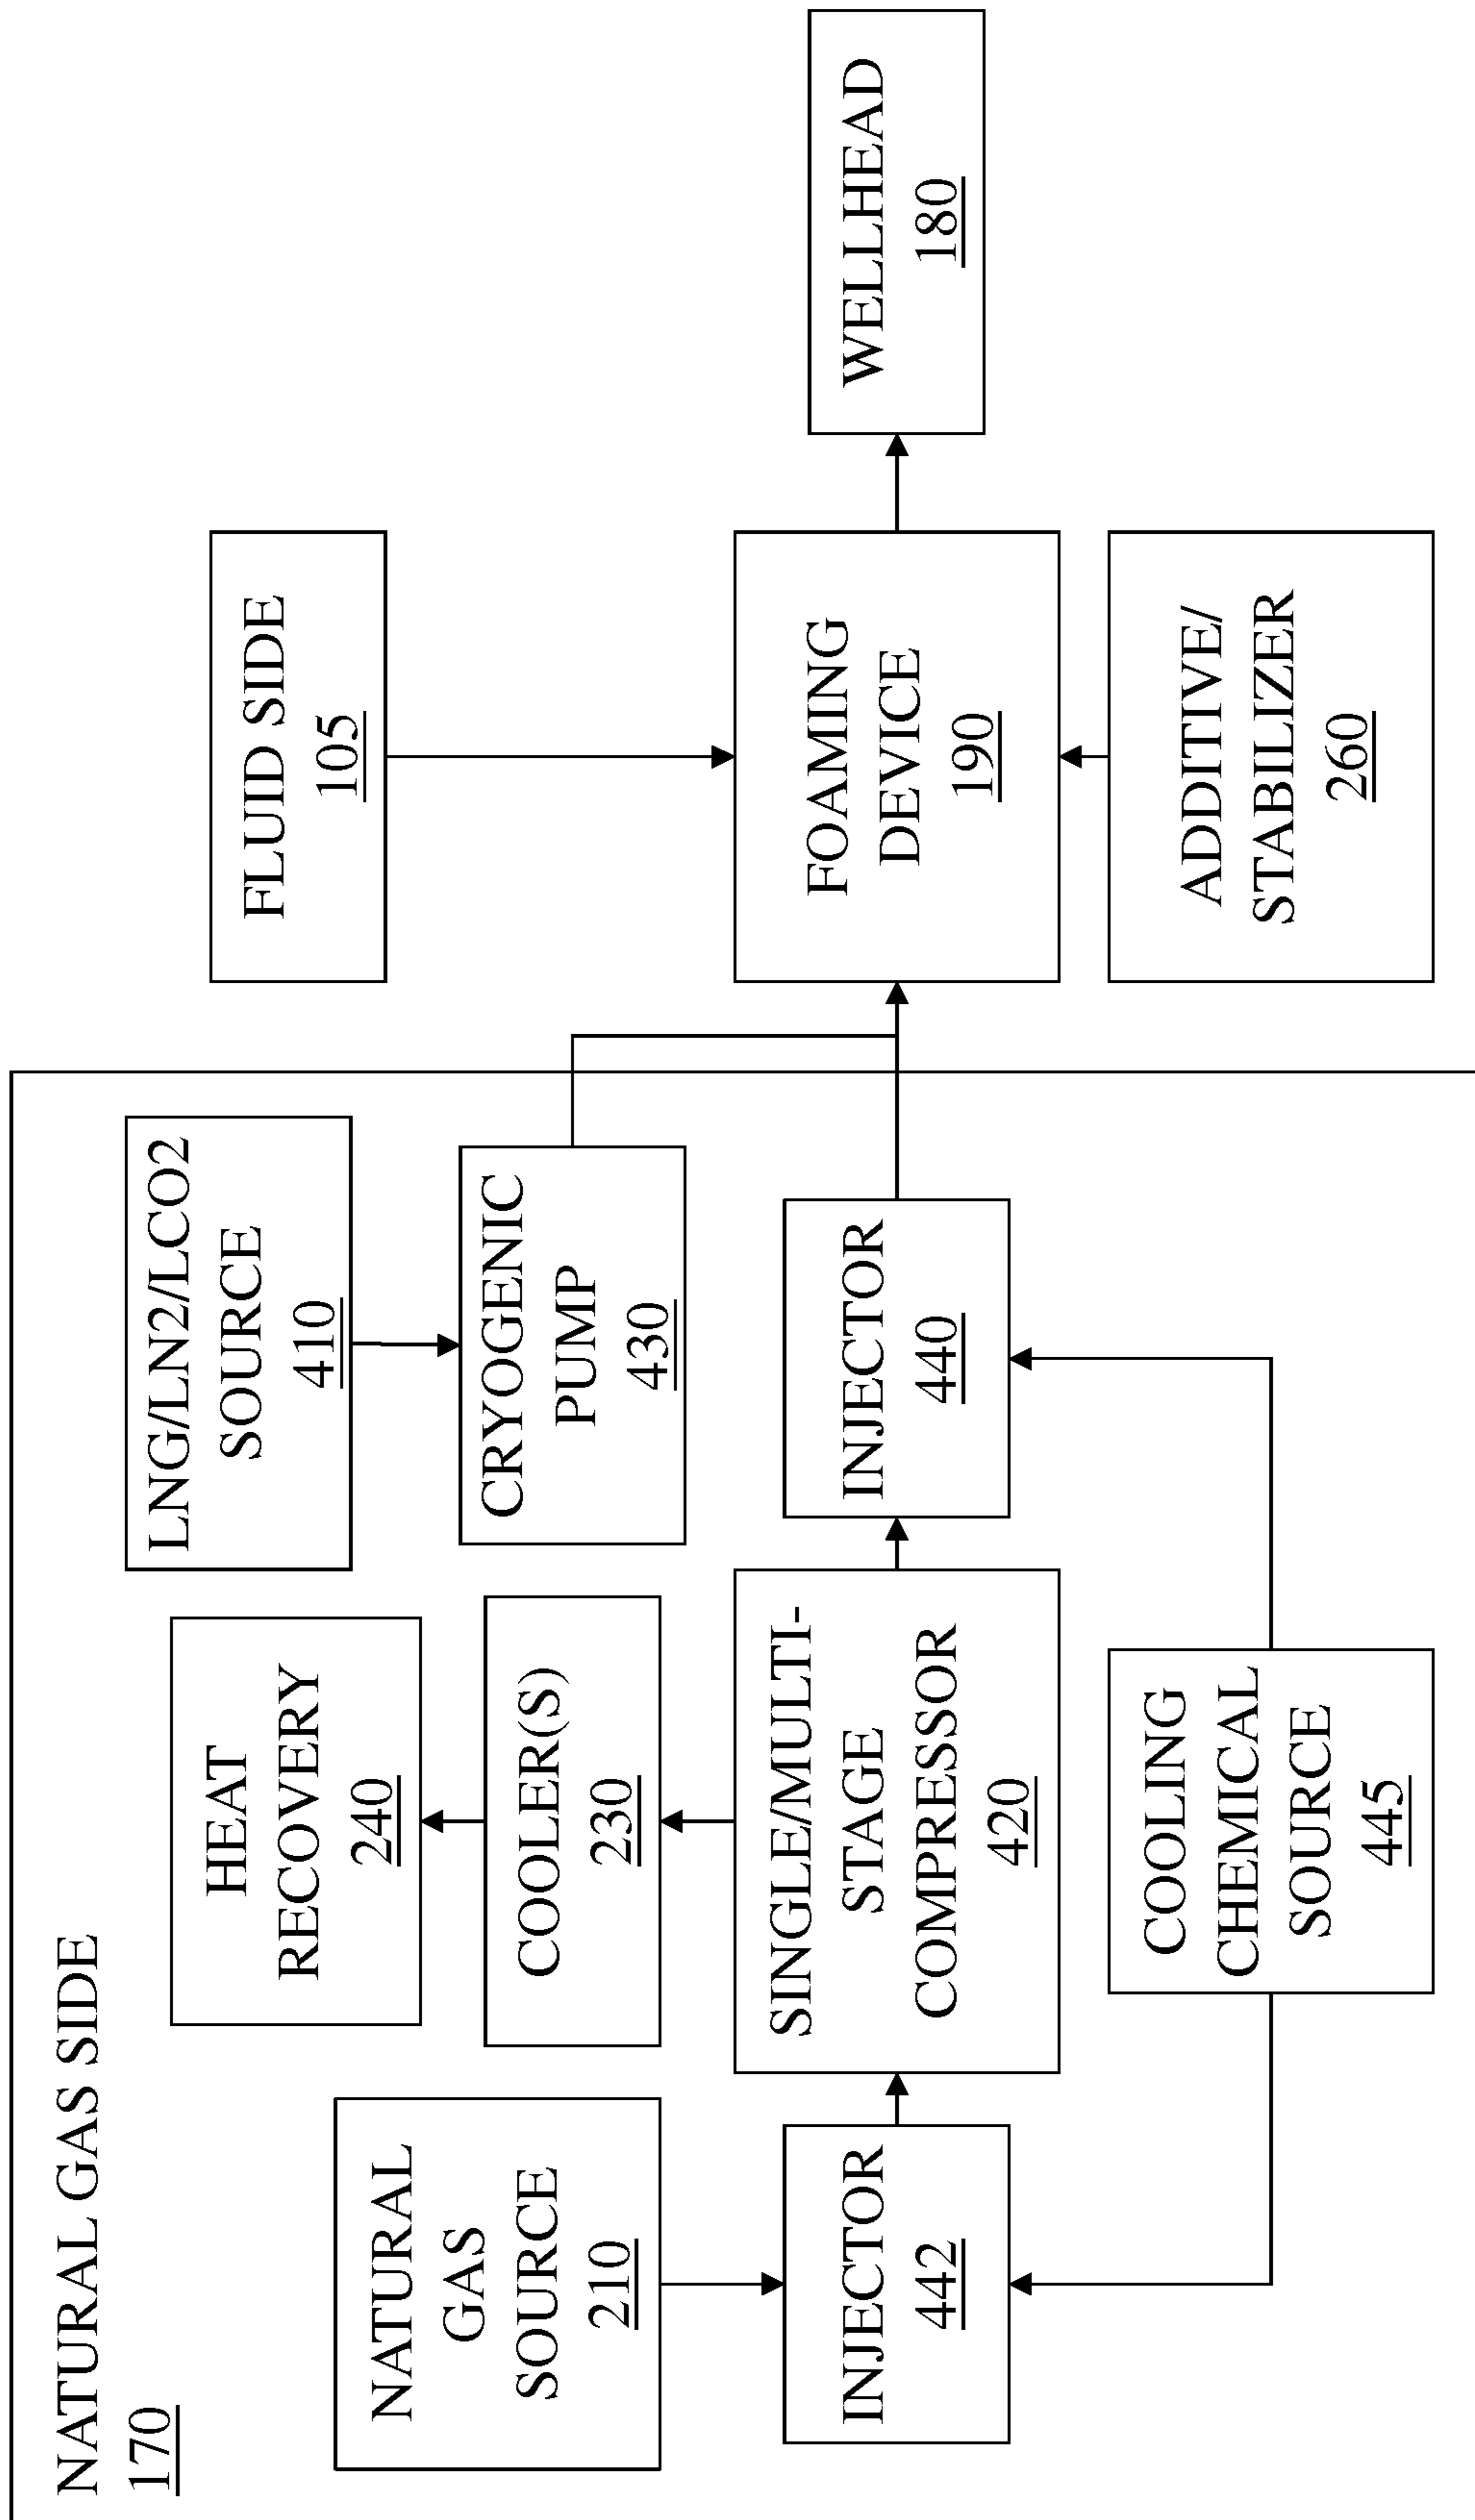 NATURAL GAS SIDE
170
NATURAL
GAS
SOURCE
210
HEAT
RECOVERY
240
COOLER(S)
230
LNG/LN2/LCO2
SOURCE
410
CRYOGENIC
PUMP
430
INJECTOR
442
SINGLE/MULTI-
STAGE
COMPRESSOR
420
INJECTOR
440
COOLING
CHEMICAL
SOURCE
445
FLUID SIDE
105
FOAMING
DEVICE
190
ADDITIVE/
STABILIZER
260
WELLHEAD
180